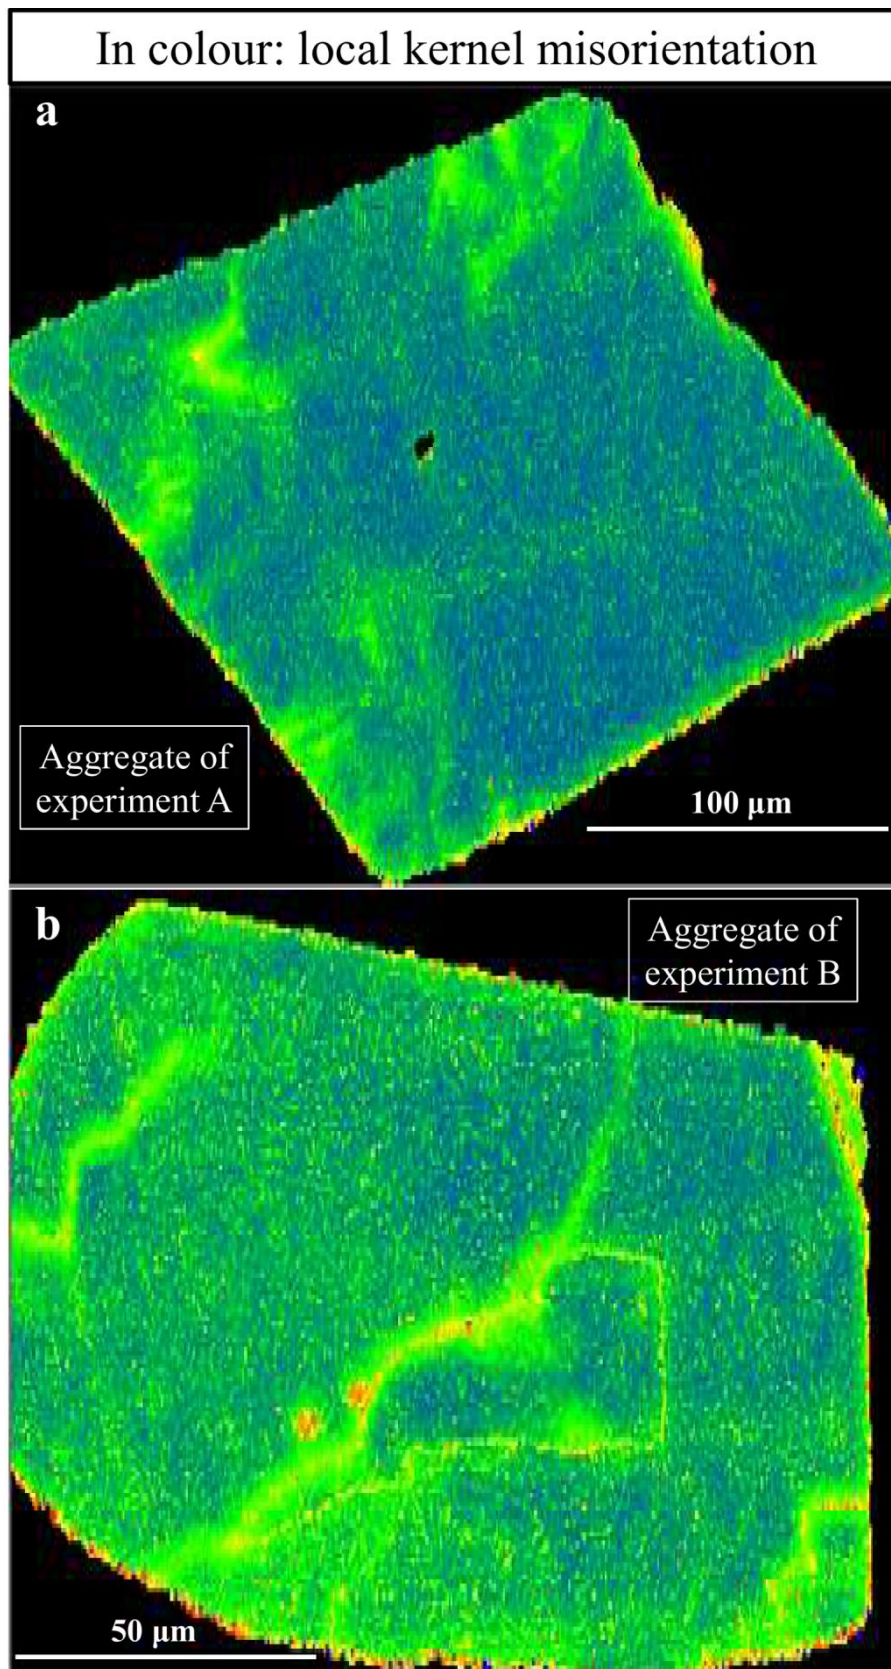 In colour: local kernel misorientation
a
Aggregate of
experiment A
100 μm
b
Aggregate of
experiment B
50 μm